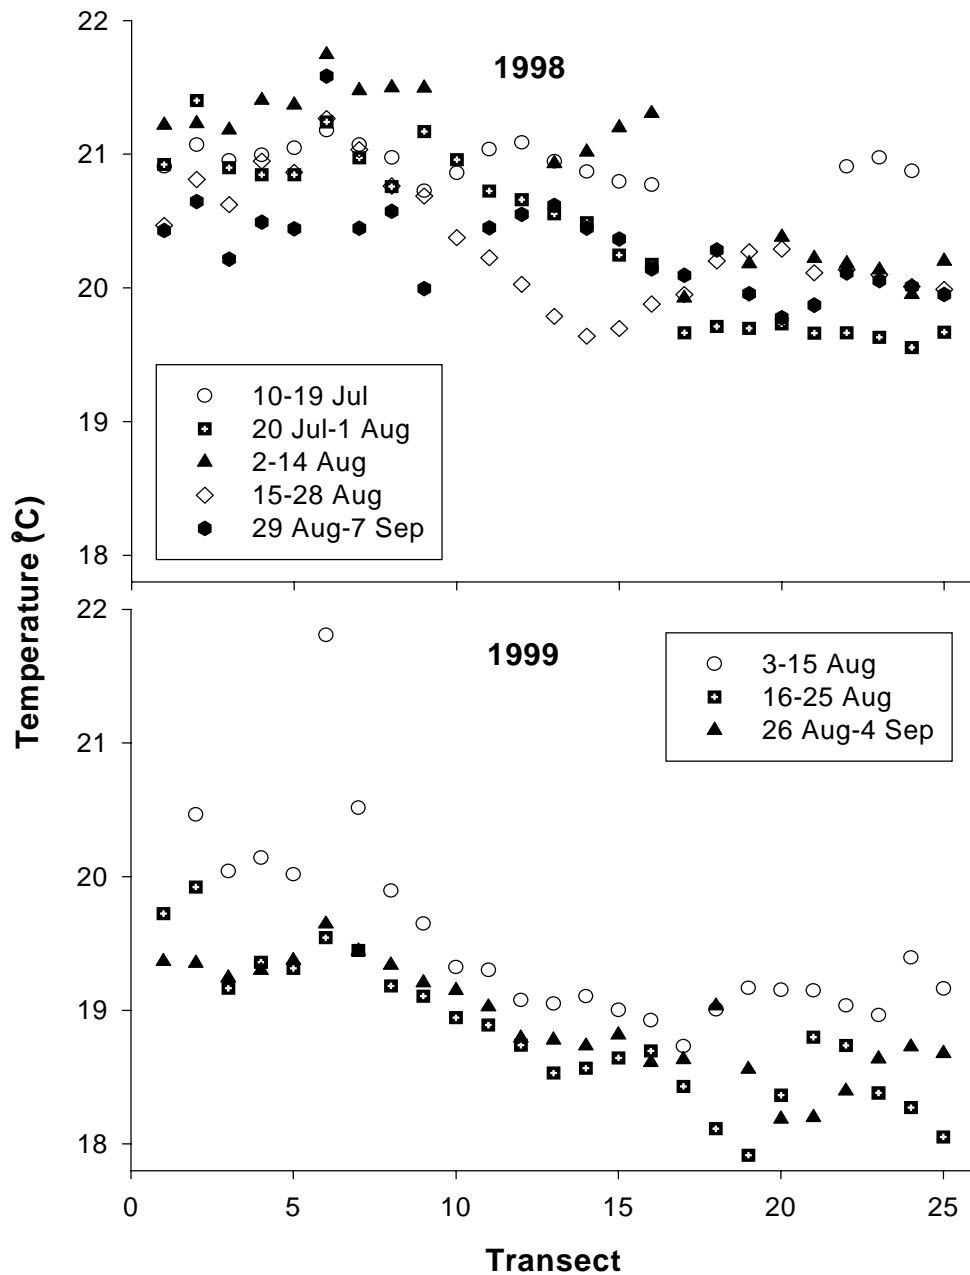 22
1998
21
20
19
18
10-19 Jul
20 Jul-1 Aug
2-14 Aug
15-28 Aug
29 Aug-7 Sep
Temperature (°C)
22
1999
21
20
19
18
3-15 Aug
16-25 Aug
26 Aug-4 Sep
0 5 10 15 20 25
Transect